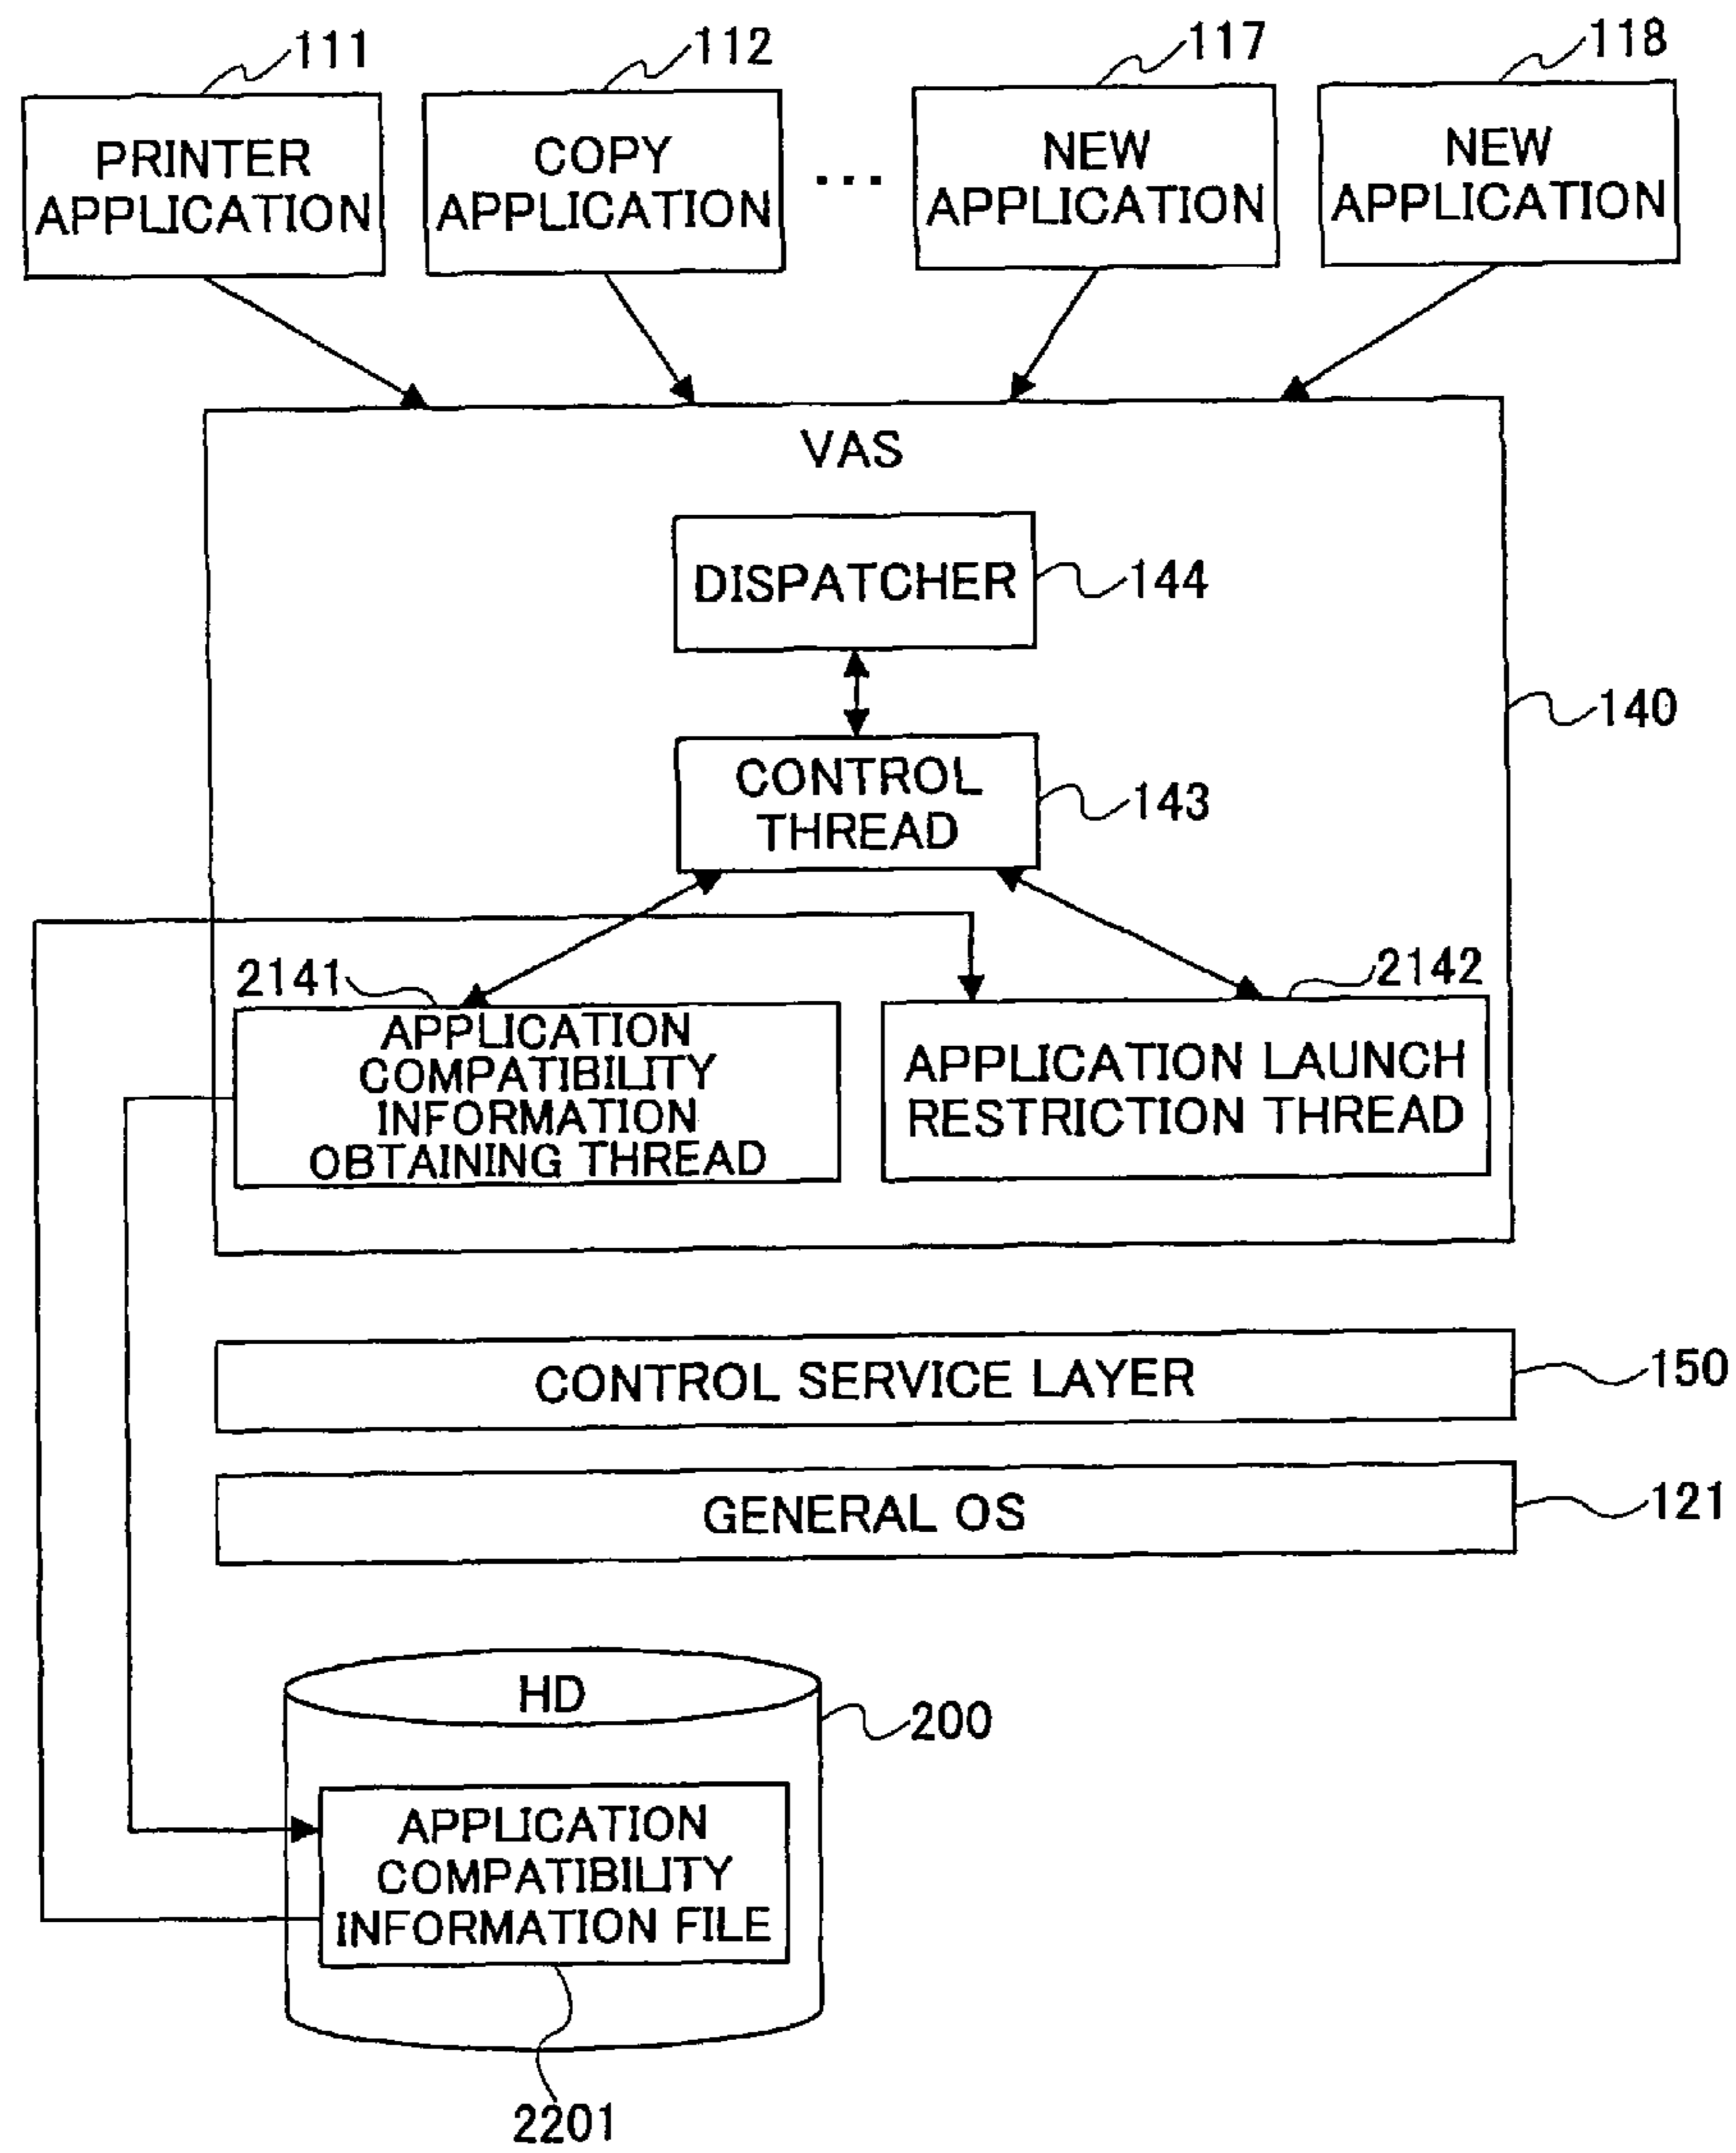 111
112
117
118
PRINTER
APPLICATION
COPY
APPLICATION
...
NEW
APPLICATION
NEW
APPLICATION
VAS
DISPATCHER
144
140
CONTROL
THREAD
143
2141
2142
APPLICATION
COMPATIBILITY
INFORMATION
OBTAINING THREAD
APPLICATION LAUNCH
RESTRICTION THREAD
CONTROL SERVICE LAYER
150
GENERAL OS
121
HD
200
APPLICATION
COMPATIBILITY
INFORMATION FILE
2201